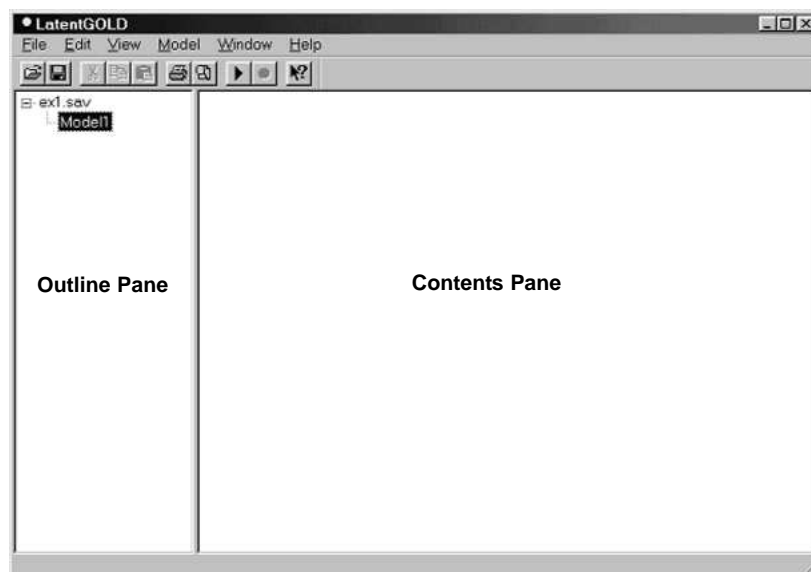 LatentGOLD
File Edit View Model Window Help
ex1.sav
Model1
Outline Pane
Contents Pane